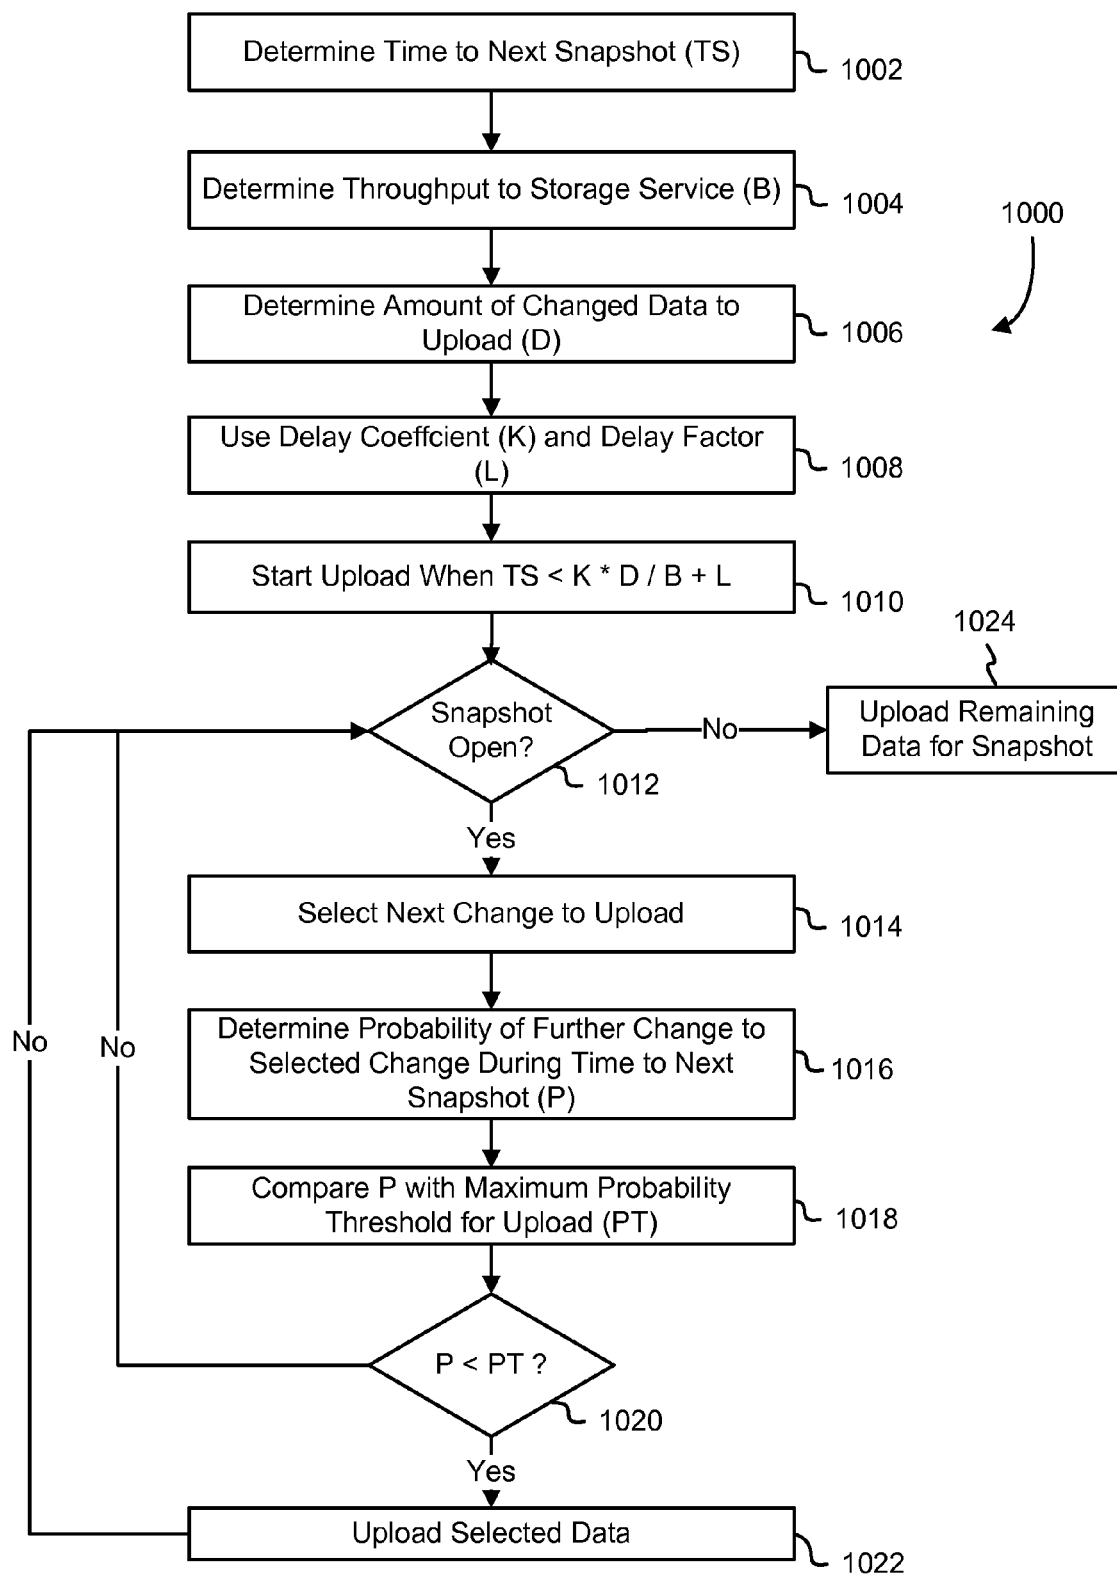 Determine Time to Next Snapshot (TS)
1002
Determine Throughput to Storage Service (B)
1004
1000
Determine Amount of Changed Data to
Upload (D)
1006
Use Delay Coeffcient (K) and Delay Factor
(L)
1008
Start Upload When TS < K * D / B + L
1010
1024
Snapshot
Open?
No
Upload Remaining
Data for Snapshot
1012
Yes
Select Next Change to Upload
1014
Determine Probability of Further Change to
Selected Change During Time to Next
Snapshot (P)
1016
No
No
Compare P with Maximum Probability
Threshold for Upload (PT)
1018
P < PT ?
1020
Yes
Upload Selected Data
1022